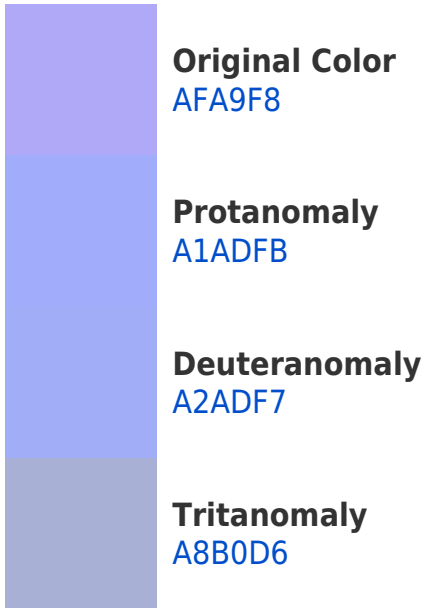 Original Color
AFA9F8
Protanomaly
A1ADFB
Deuteranomaly
A2ADF7
Tritanomaly
A8B0D6